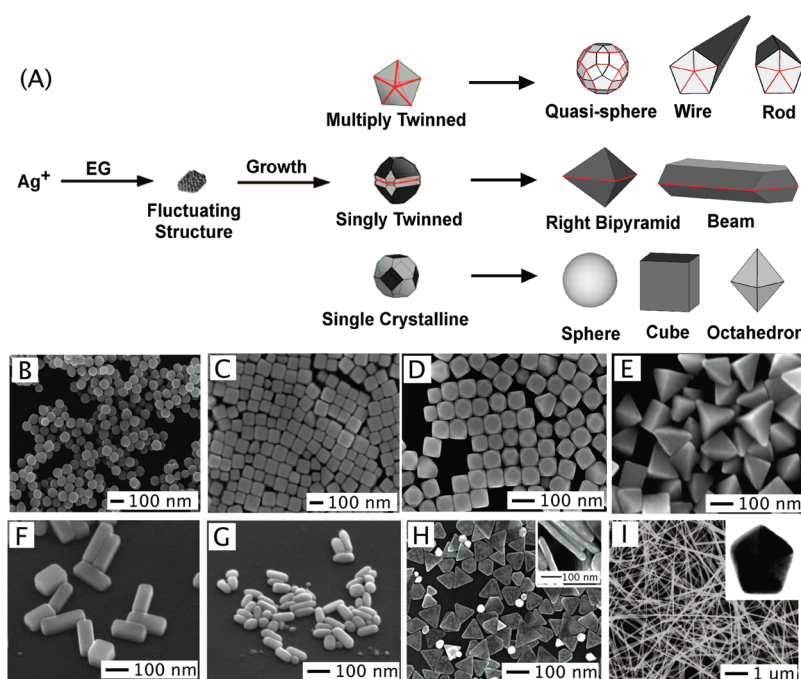 (A)
Multiply Twinned
Quasi-sphere Wire Rod
Ag+ EG Growth
Fluctuating
Structure
Singly Twinned
Right Bipyramid Beam
Single Crystalline
Sphere Cube Octahedron
B
100 nm
C
100 nm
D
100 nm
E
100 nm
F
100 nm
G
100 nm
H
100 nm
100 nm
I
1 µm